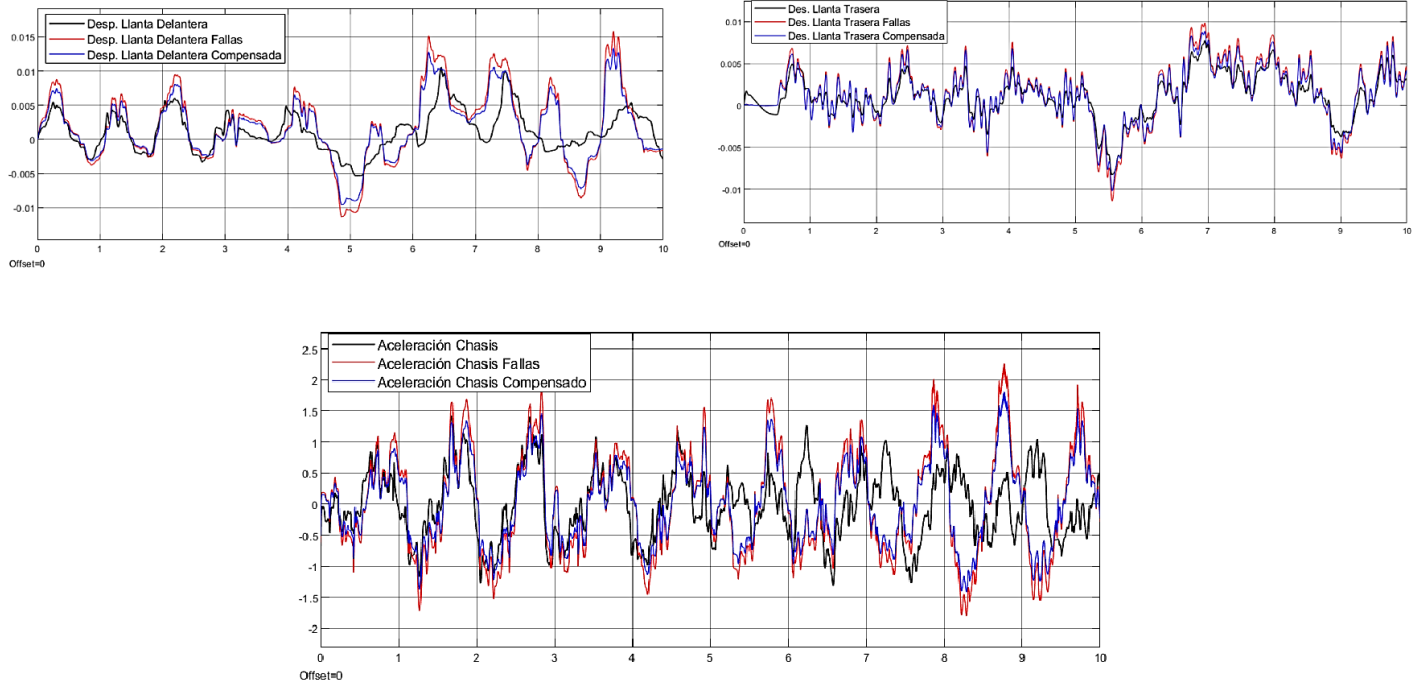 Desp. Llanta Delantera
Desp. Llanta Delantera Fallas
Desp. Llanta Delantera Compensada
0.015
0.01
0.005
0
-0.005
-0.01
0 1 2 3 4 5 6 7 8 9 10
Offset=0
Des. Llanta Trasera
Des. Llanta Trasera Fallas
Des. Llanta Trasera Compensada
0.01
0.005
0
-0.005
-0.01
0 1 2 3 4 5 6 7 8 9 10
Offset=0
Aceleración Chasis
Aceleración Chasis Fallas
Aceleración Chasis Compensado
2.5
2
1.5
1
0.5
0
-0.5
-1
-1.5
-2
0 1 2 3 4 5 6 7 8 9 10
Offset=0